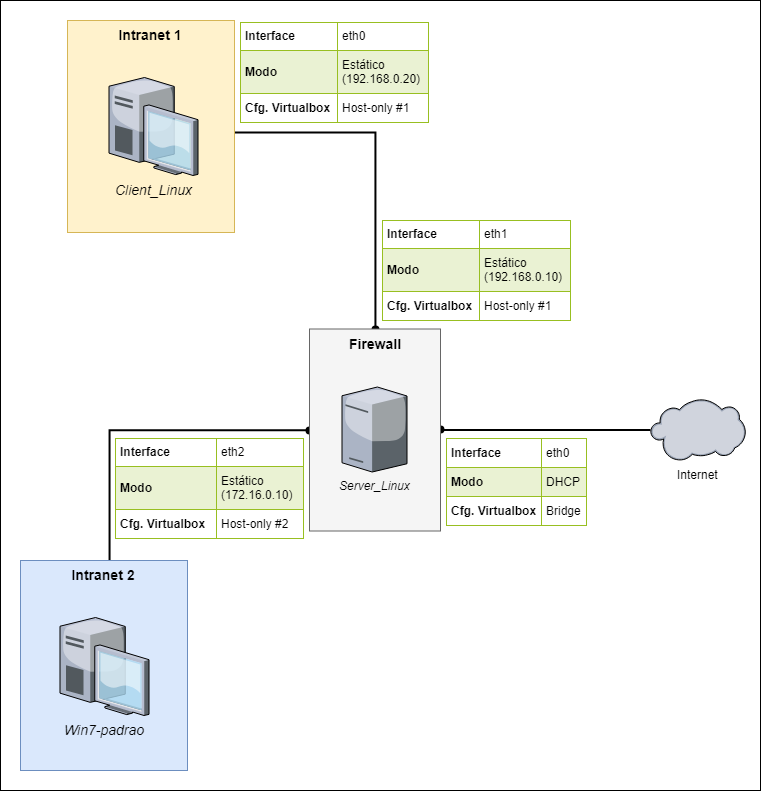 Intranet 1
Client_Linux
Interface eth0
Modo Estático
(192.168.0.20)
Cfg. Virtualbox Host-only #1
Interface eth1
Modo Estático
(192.168.0.10)
Cfg. Virtualbox Host-only #1
Firewall
Server_Linux
Interface eth2
Modo Estático
(172.16.0.10)
Cfg. Virtualbox Host-only #2
Interface eth0
Modo DHCP
Cfg. Virtualbox Bridge
Internet
Intranet 2
Win7-padrao